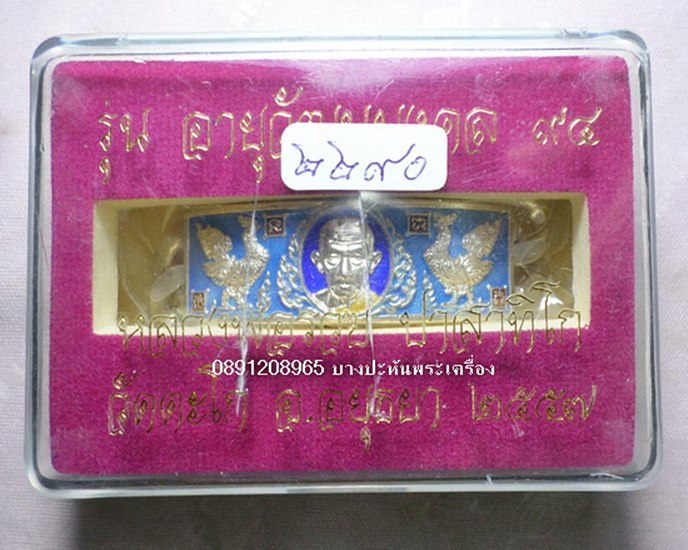 รุ่น อายุวัฒนมงคล ๙๔
๒๒๙๐
หลวงพ่อรวย ปาสาทิโก
0891208965 บางปะหันพระเครื่อง
วัดตะโก จ.อยุธยา ๒๕๕๗